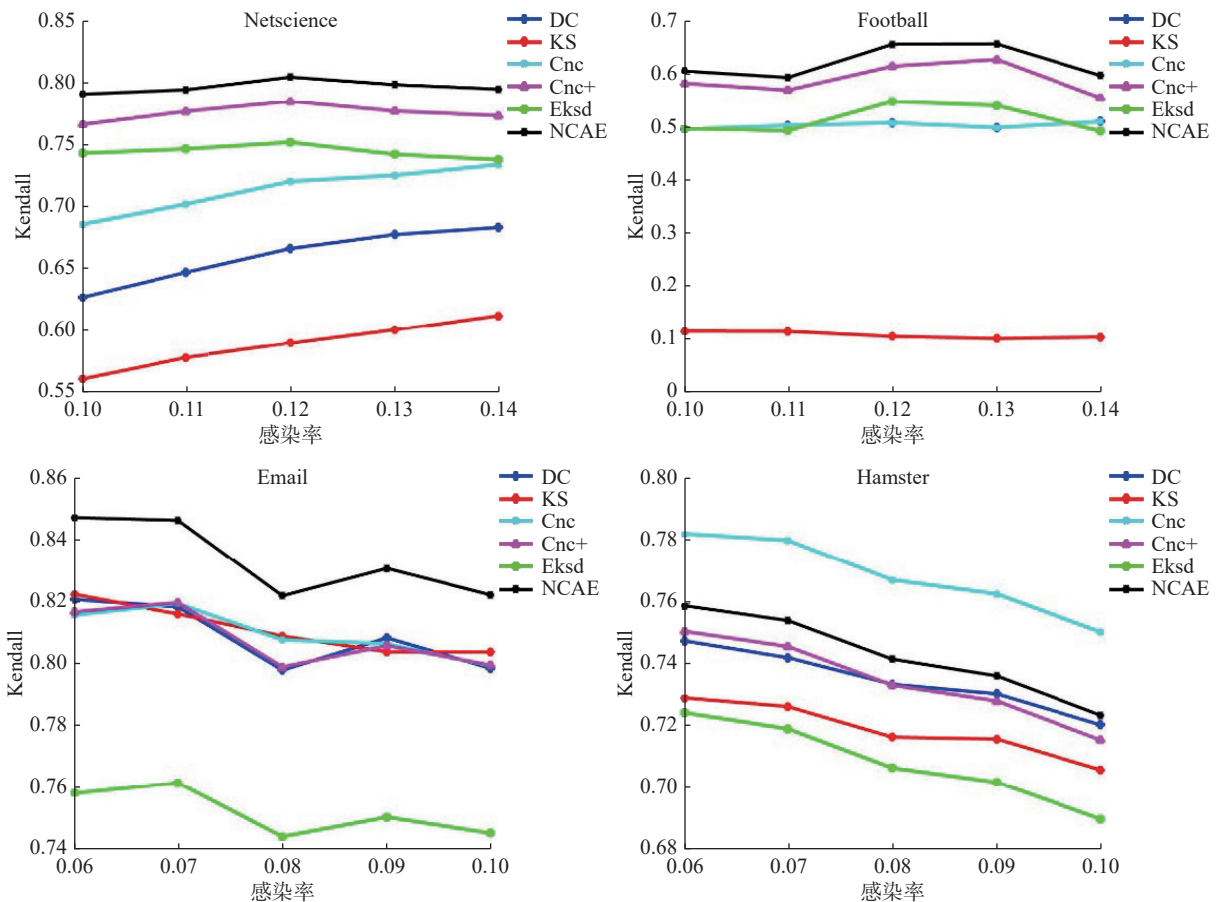 Netscience
0.85
0.80
0.75
0.70
0.65
0.60
0.55
Kendall
0.10
0.11
0.12
0.13
0.14
感染率
DC
KS
Cnc
Cnc+
Eksd
NCAE
Football
0.7
0.6
0.5
0.4
0.3
0.2
0.1
0
Kendall
0.10
0.11
0.12
0.13
0.14
感染率
DC
KS
Cnc
Cnc+
Eksd
NCAE
Email
0.86
0.84
0.82
0.80
0.78
0.76
0.74
Kendall
0.06
0.07
0.08
0.09
0.10
感染率
DC
KS
Cnc
Cnc+
Eksd
NCAE
Hamster
0.80
0.78
0.76
0.74
0.72
0.70
0.68
Kendall
0.06
0.07
0.08
0.09
0.10
感染率
DC
KS
Cnc
Cnc+
Eksd
NCAE